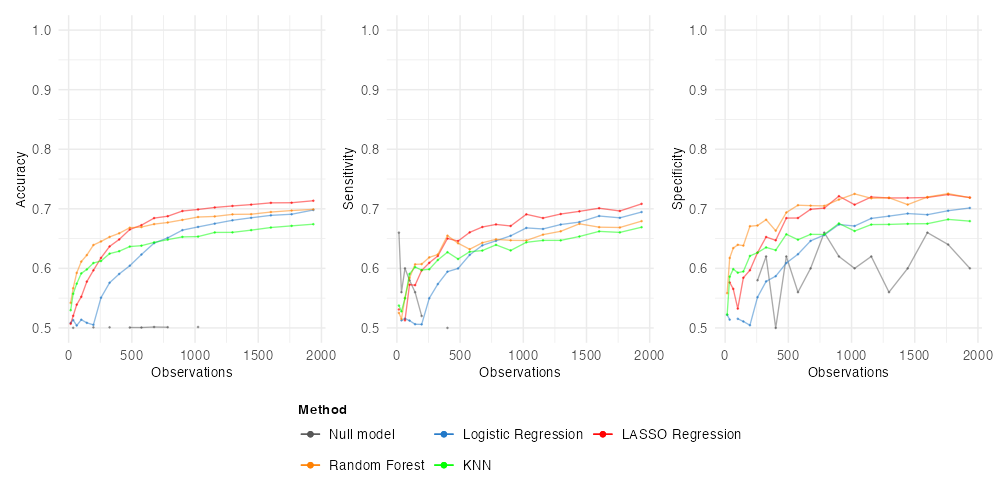 1.0
0.9
0.8
0.7
0.6
0.5
Accuracy
0 500 1000 1500 2000
Observations
1.0
0.9
0.8
0.7
0.6
0.5
Sensitivity
0 500 1000 1500 2000
Observations
1.0
0.9
0.8
0.7
0.6
0.5
Specificity
0 500 1000 1500 2000
Observations
Method
Null model Logistic Regression LASSO Regression
Random Forest KNN